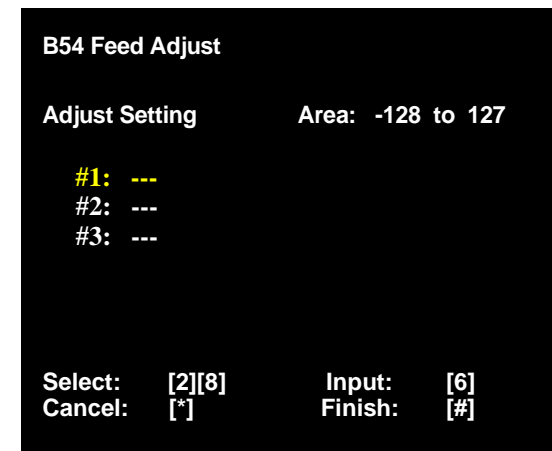 B54 Feed Adjust
Adjust Setting Area: -128 to 127
#1: ---
#2: ---
#3: ---
Select: [2][8] Input: [6]
Cancel: [*] Finish: [#]